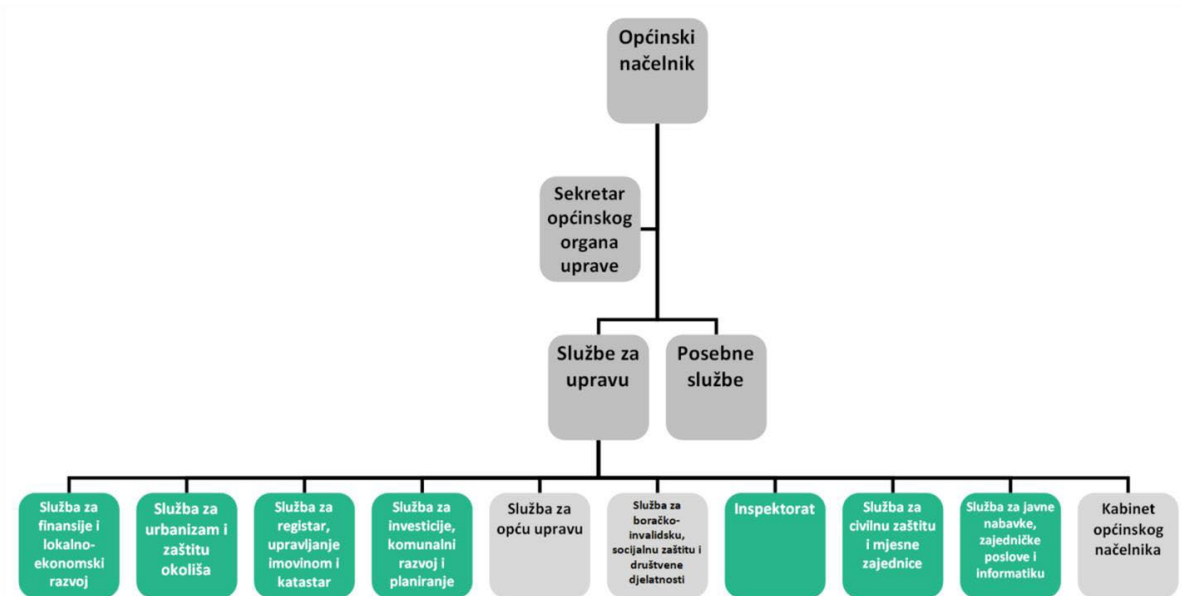 Općinski
načelnik
Sekretar
općinskog
organa
uprave
Službe za
upravu
Posebne
službe
Služba za
finansije i
lokalno-
ekonomski
razvoj
Služba za
urbanizam i
zaštitu
okoliša
Služba za
registar,
upravljanje
imovinom i
katastar
Služba za
investicije,
komunalni
razvoj i
planiranje
Služba za
opću upravu
Služba za
boračko-
invalidsku,
socijalnu zaštitu i
društvene
djelatnosti
Inspektorat
Služba za
civilnu zaštitu
i mjesne
zajednice
Služba za javne
nabavke,
zajedničke
poslove i
informatiku
Kabinet
općinskog
načelnika